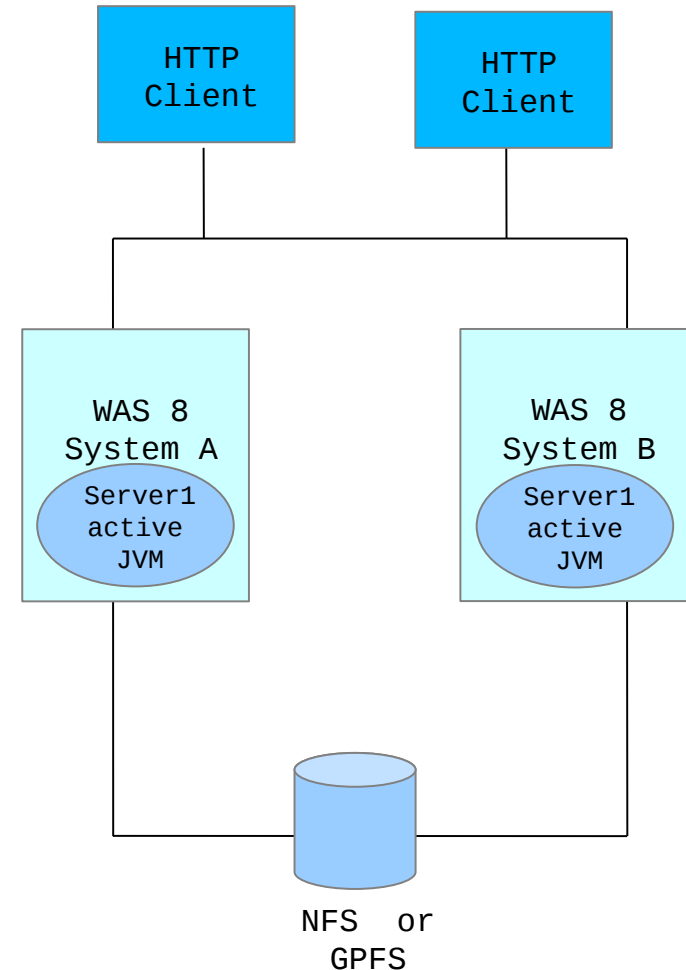 HTTP
Client
HTTP
Client
WAS 8
System A
Server1
active
JVM
WAS 8
System B
Server1
active
JVM
NFS or
GPFS